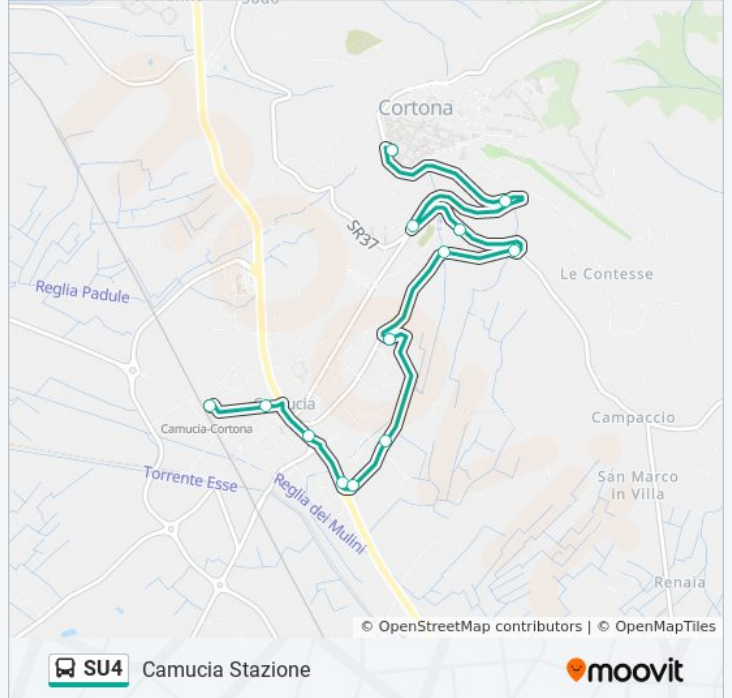 Sodo
Cortona
SR37
Le Contesse
Reglia Padule
Camucia-Cortona
Campaccio
Torrente Esse
Reglia dei Mulini
San Marco
in Villa
Renaia
© OpenStreetMap contributors | © OpenMapTiles
SU4 Camucia Stazione
moovit